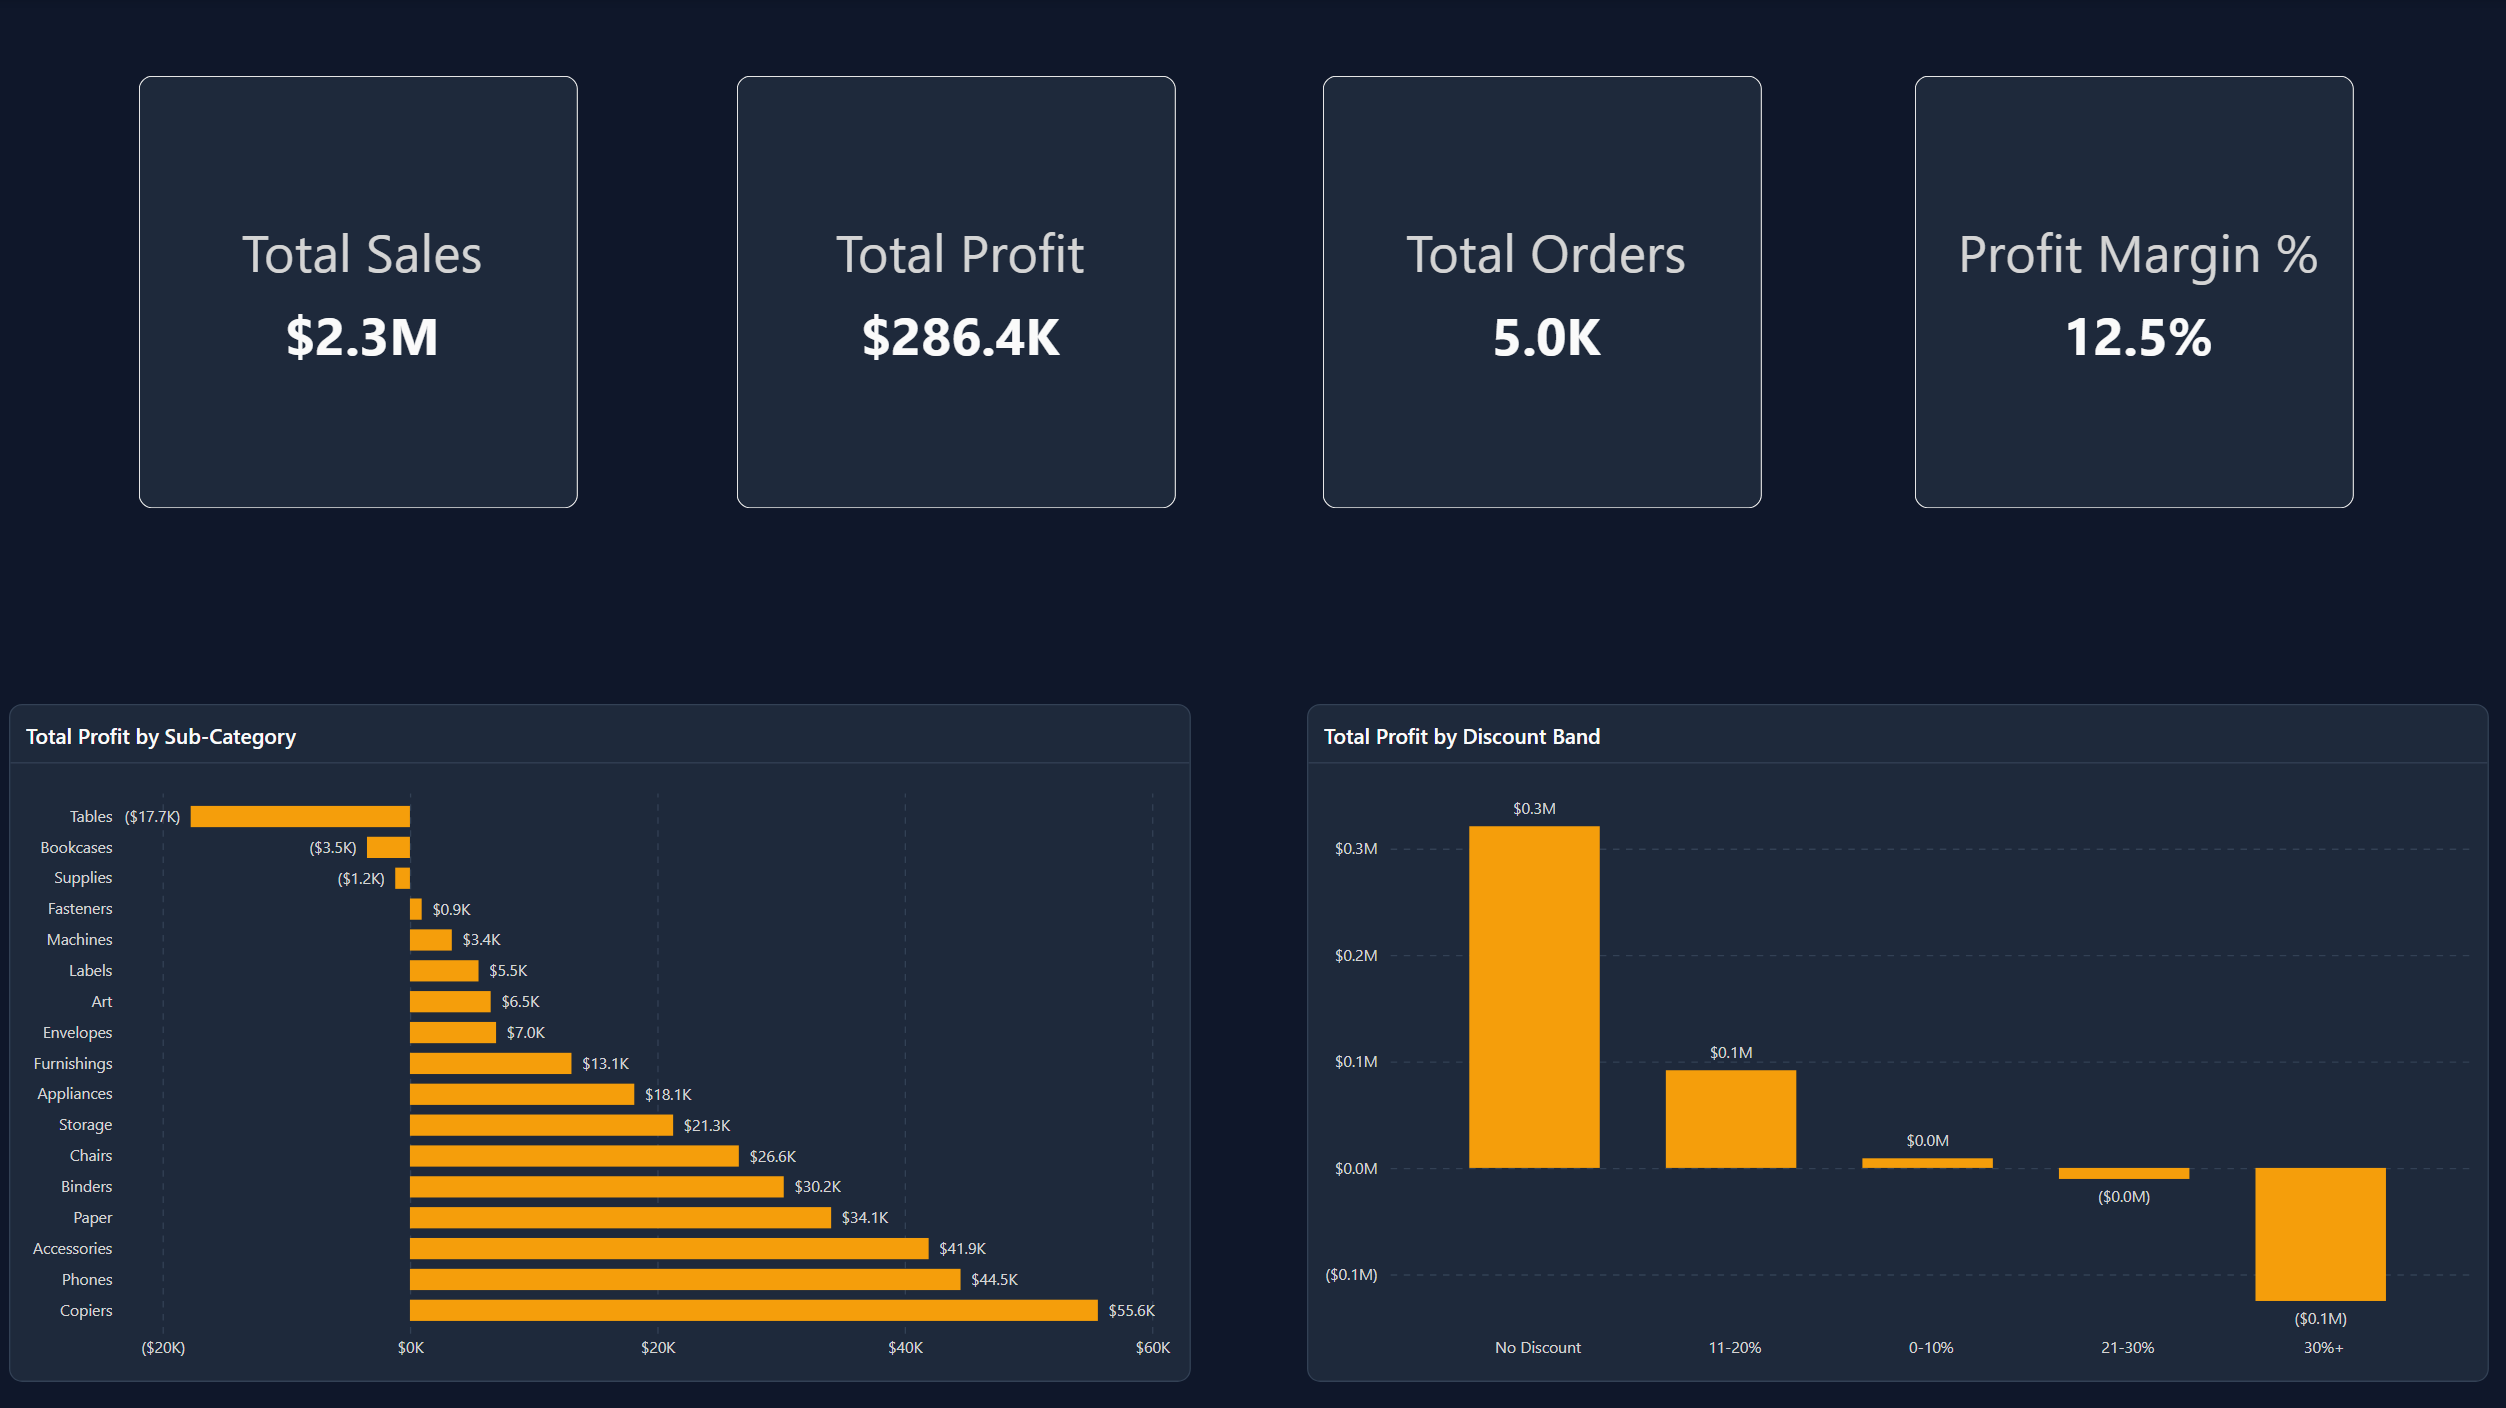 Total Sales
$2.3M
Total Profit
$286.4K
Total Orders
5.0K
Profit Margin %
12.5%
Total Profit by Sub-Category
Tables ($17.7K)
Bookcases ($3.5K)
Supplies ($1.2K)
Fasteners $0.9K
Machines $3.4K
Labels $5.5K
Art $6.5K
Envelopes $7.0K
Furnishings $13.1K
Appliances $18.1K
Storage $21.3K
Chairs $26.6K
Binders $30.2K
Paper $34.1K
Accessories $41.9K
Phones $44.5K
Copiers $55.6K
($20K) $0K $20K $40K $60K
Total Profit by Discount Band
$0.3M
$0.3M
$0.2M
$0.1M
$0.1M
$0.0M
$0.0M
($0.0M)
($0.1M)
($0.1M)
No Discount 11-20% 0-10% 21-30% 30%+